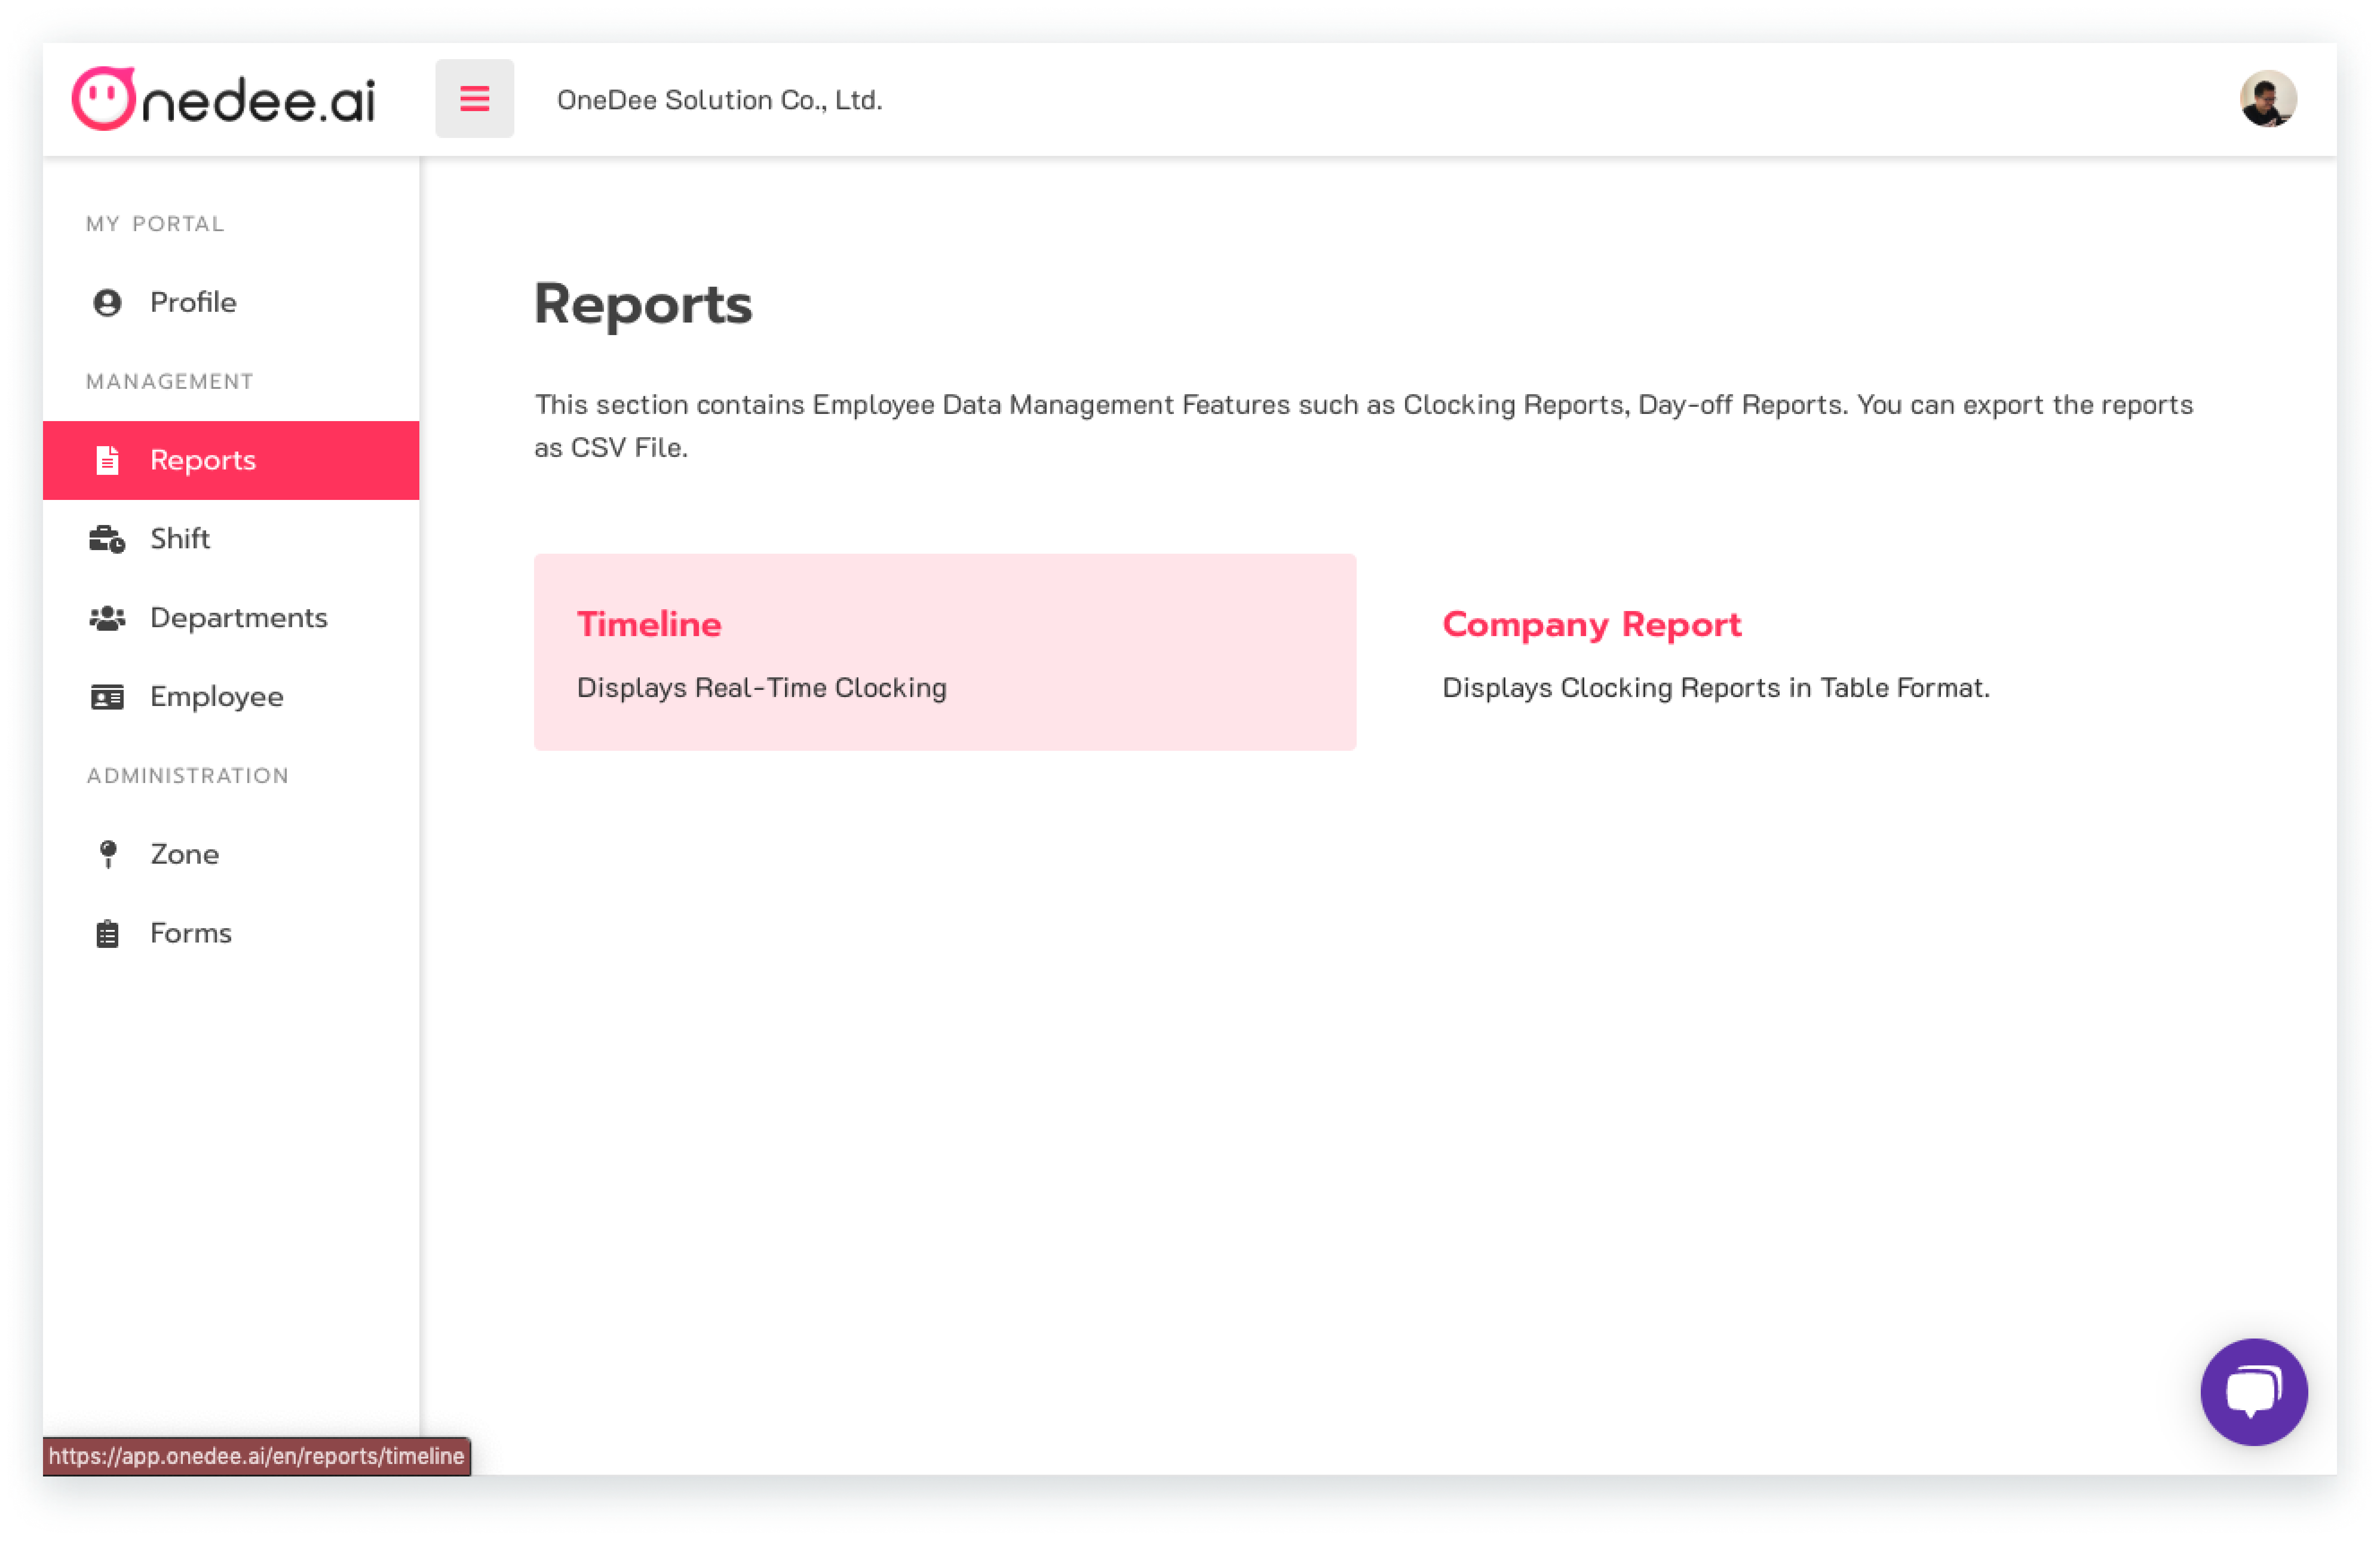 Onedee.ai
OneDee Solution Co., Ltd.
MY PORTAL
Profile
MANAGEMENT
Reports
Shift
Departments
Employee
ADMINISTRATION
Zone
Forms
Reports
This section contains Employee Data Management Features such as Clocking Reports, Day-off Reports. You can export the reports
as CSV File.
Timeline
Displays Real-Time Clocking
Company Report
Displays Clocking Reports in Table Format.
https://app.onedee.ai/en/reports/timeline